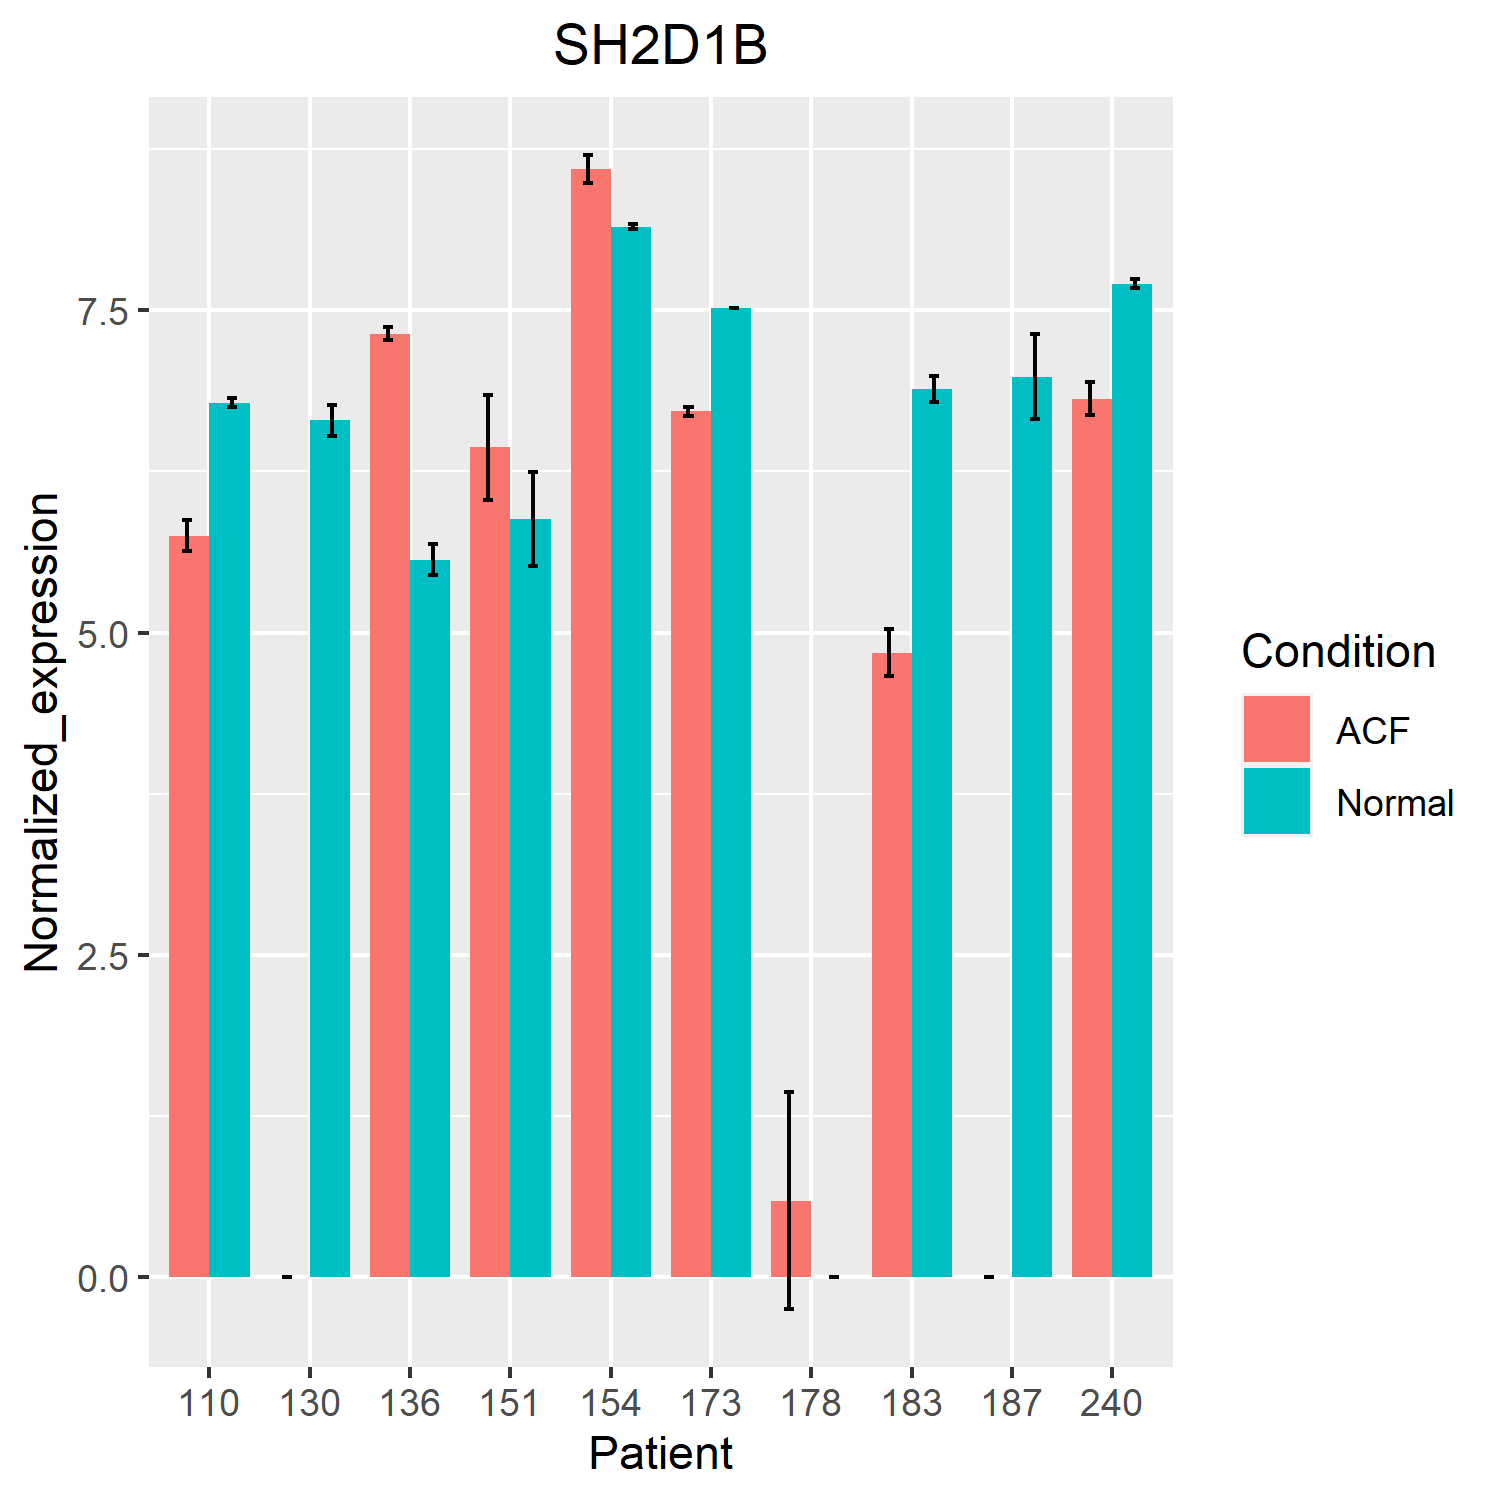 SH2D1B
Normalized_expression
7.5
5.0
2.5
0.0
110 130 136 151 154 173 178 183 187 240
Patient
Condition
ACF
Normal